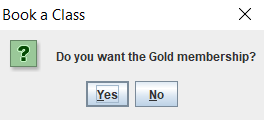 Book a Class
Do you want the Gold membership?
Yes No